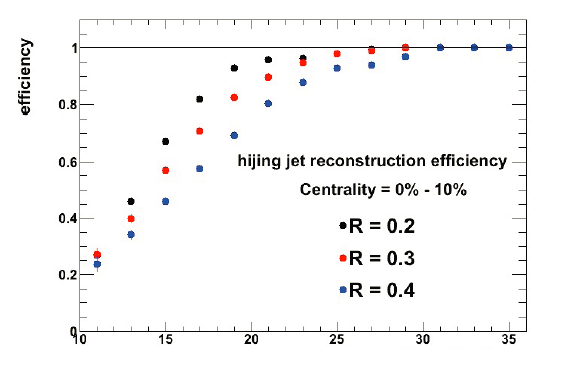 efficiency
1
0.8
0.6
0.4
0.2
0
hijing jet reconstruction efficiency
Centrality = 0% - 10%
R = 0.2
R = 0.3
R = 0.4
10 15 20 25 30 35